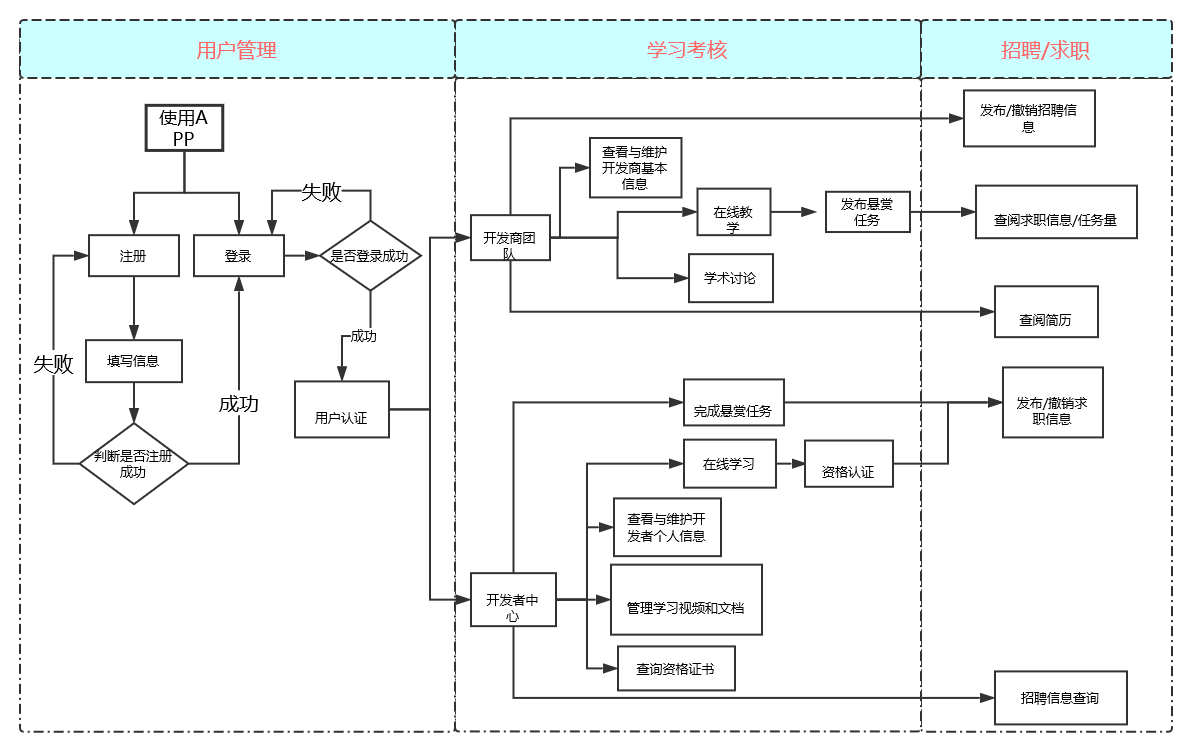 用户管理
学习考核
招聘/求职
使用A
PP
失败
注册
登录
是否登录成功
失败
填写信息
成功
成功
用户认证
判断是否注册
成功
开发商团
队
查看与维护
开发商基本
信息
在线教
学
发布悬赏
任务
学术讨论
发布/撤销招聘信
息
查阅求职信息/任务量
查阅简历
完成悬赏任务
发布/撤销求
职信息
在线学习
资格认证
查看与维护开
发者个人信息
开发者中
心
管理学习视频和文档
查询资格证书
招聘信息查询